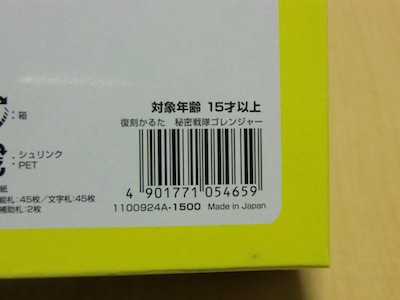 対象年齢 15才以上
復刻かるた 秘密戦隊ゴレンジャー
4 901771 054659
1100924A-1500 Made in Japan
:箱
:シュリンク
PET
紙
絵札:45枚/文字札:45枚
補助札:2枚